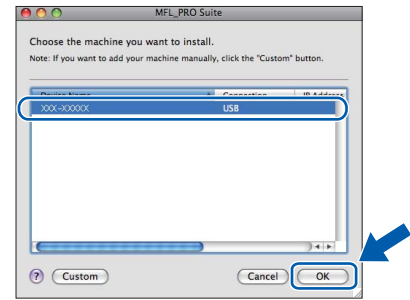 MFL_PRO Suite
Choose the machine you want to install.
Note: If you want to add your machine manually, click the "Custom" button.
Device Name Connection IP Address
XXX-XXXXX USB
? Custom Cancel OK